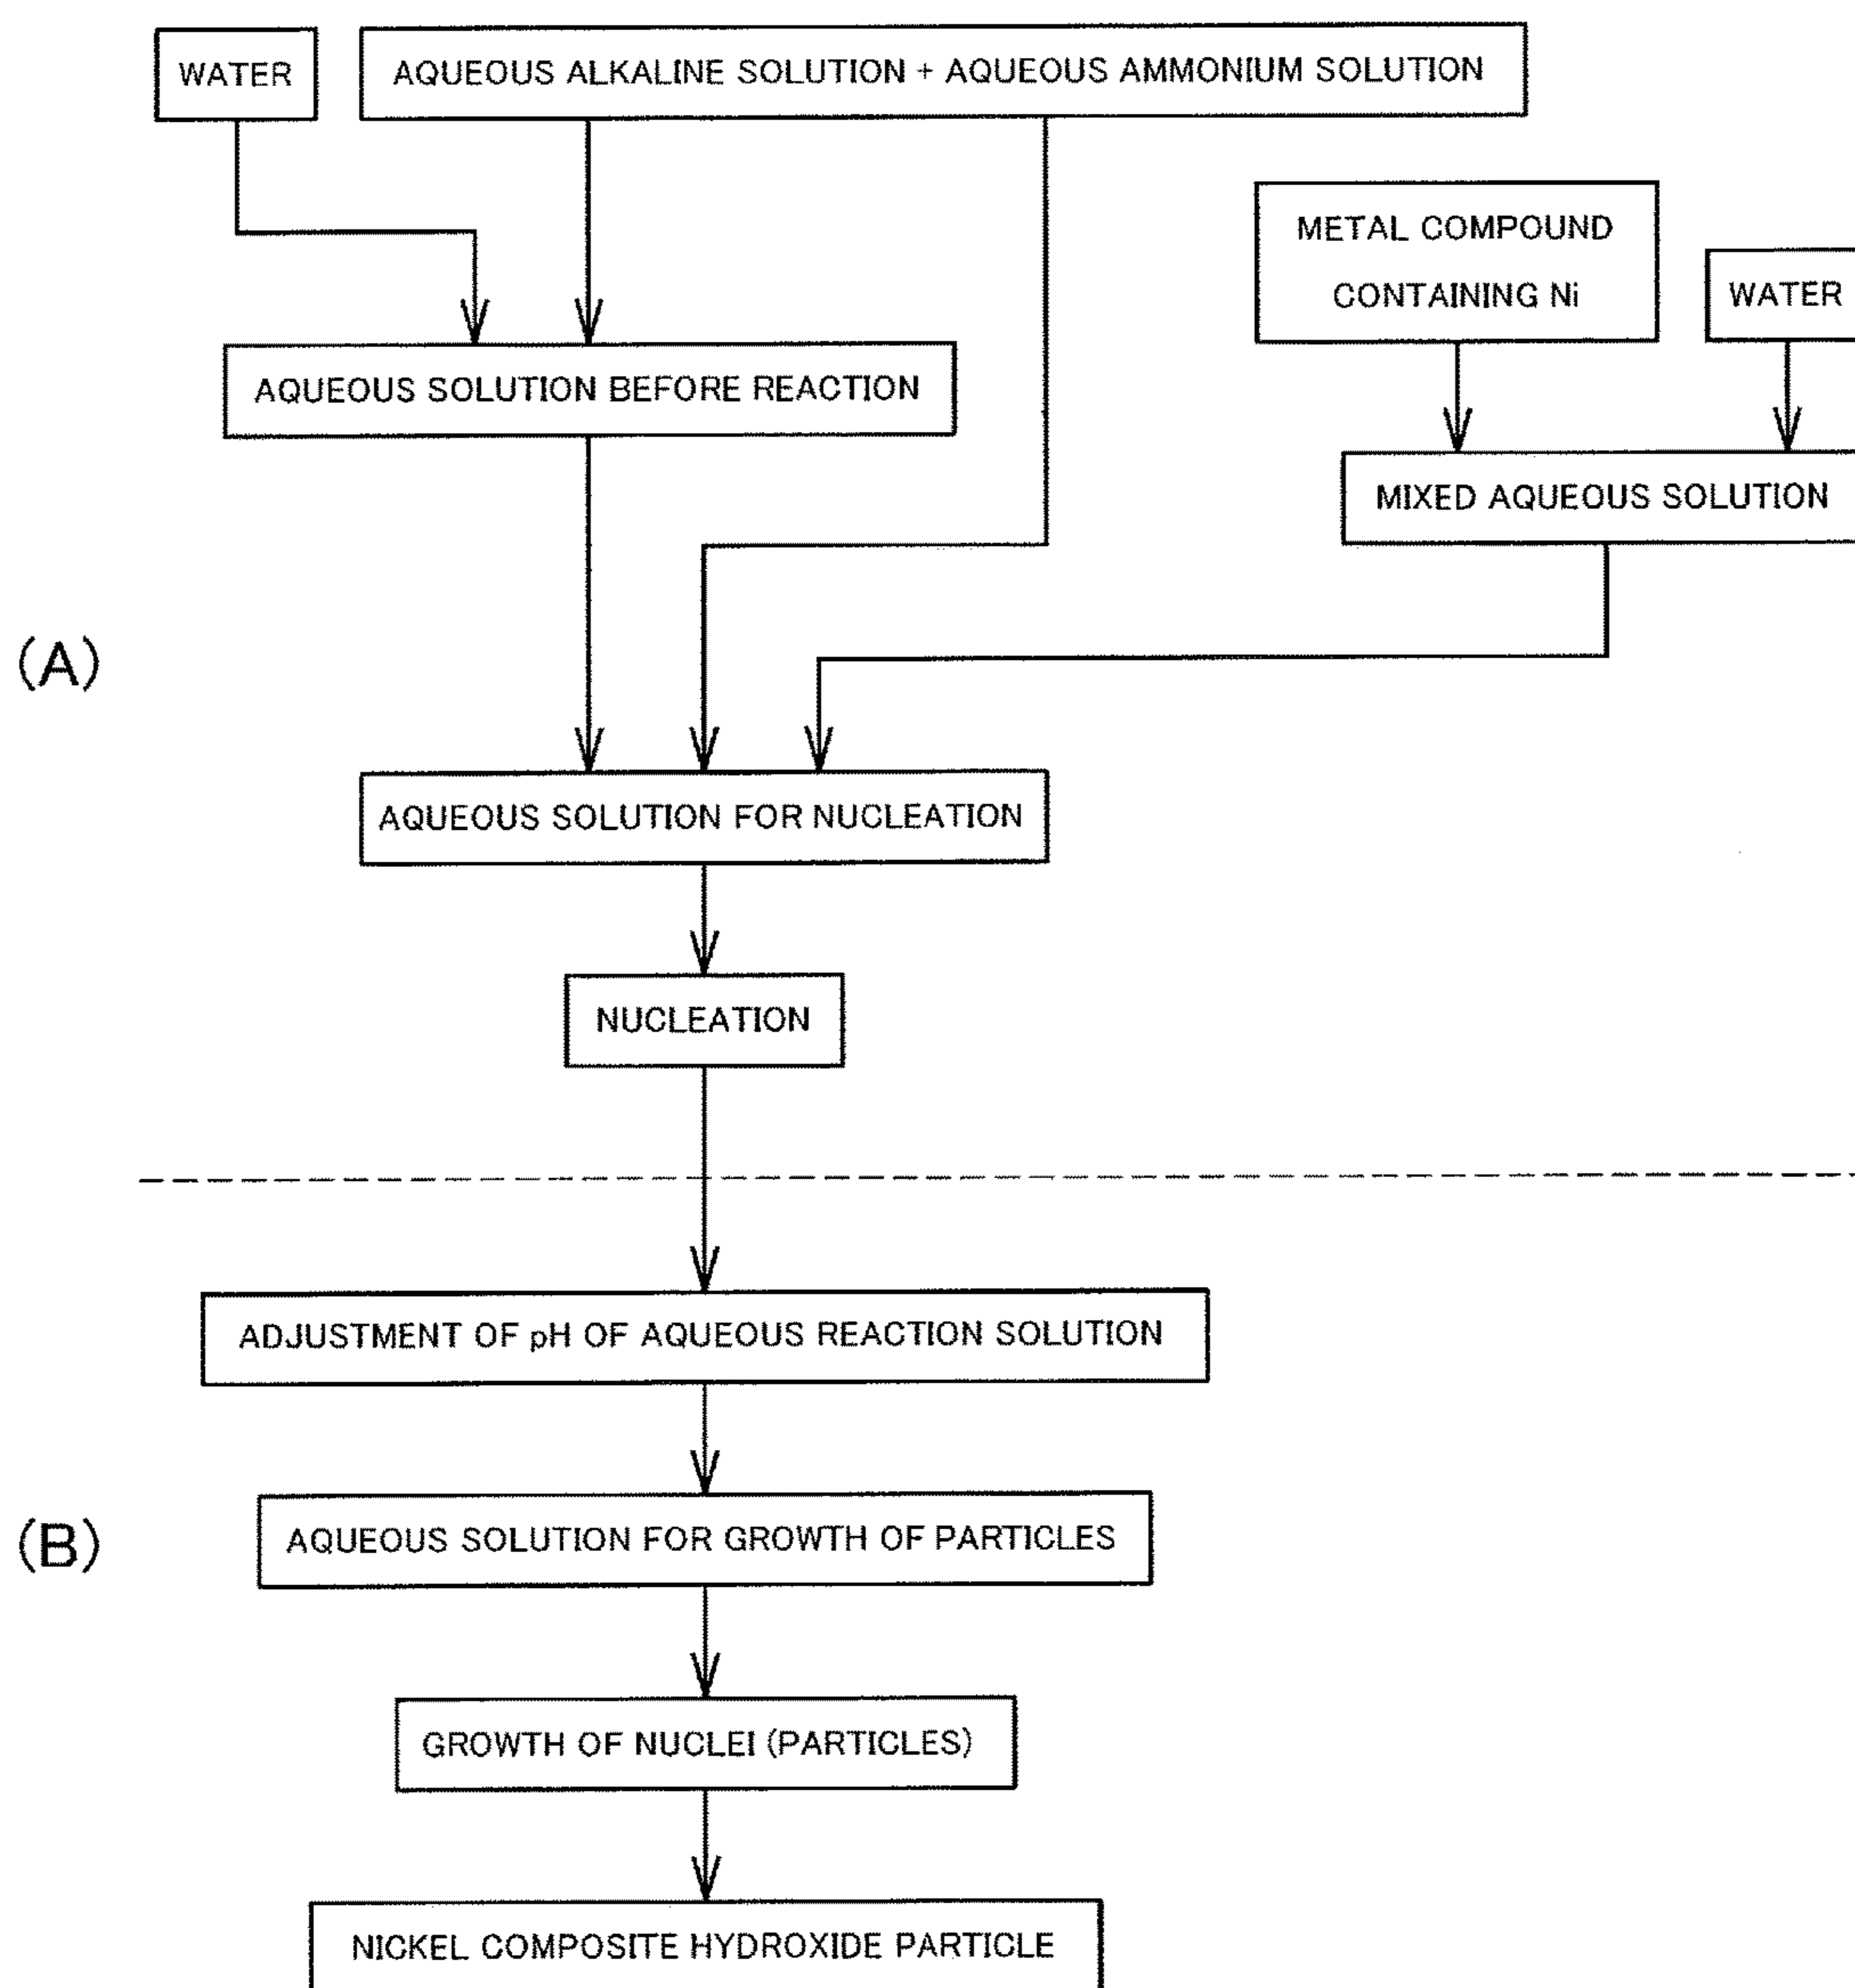 WATER
AQUEOUS ALKALINE SOLUTION + AQUEOUS AMMONIUM SOLUTION
METAL COMPOUND
CONTAINING Ni
WATER
AQUEOUS SOLUTION BEFORE REACTION
MIXED AQUEOUS SOLUTION
(A)
AQUEOUS SOLUTION FOR NUCLEATION
NUCLEATION
ADJUSTMENT OF pH OF AQUEOUS REACTION SOLUTION
(B)
AQUEOUS SOLUTION FOR GROWTH OF PARTICLES
GROWTH OF NUCLEI (PARTICLES)
NICKEL COMPOSITE HYDROXIDE PARTICLE